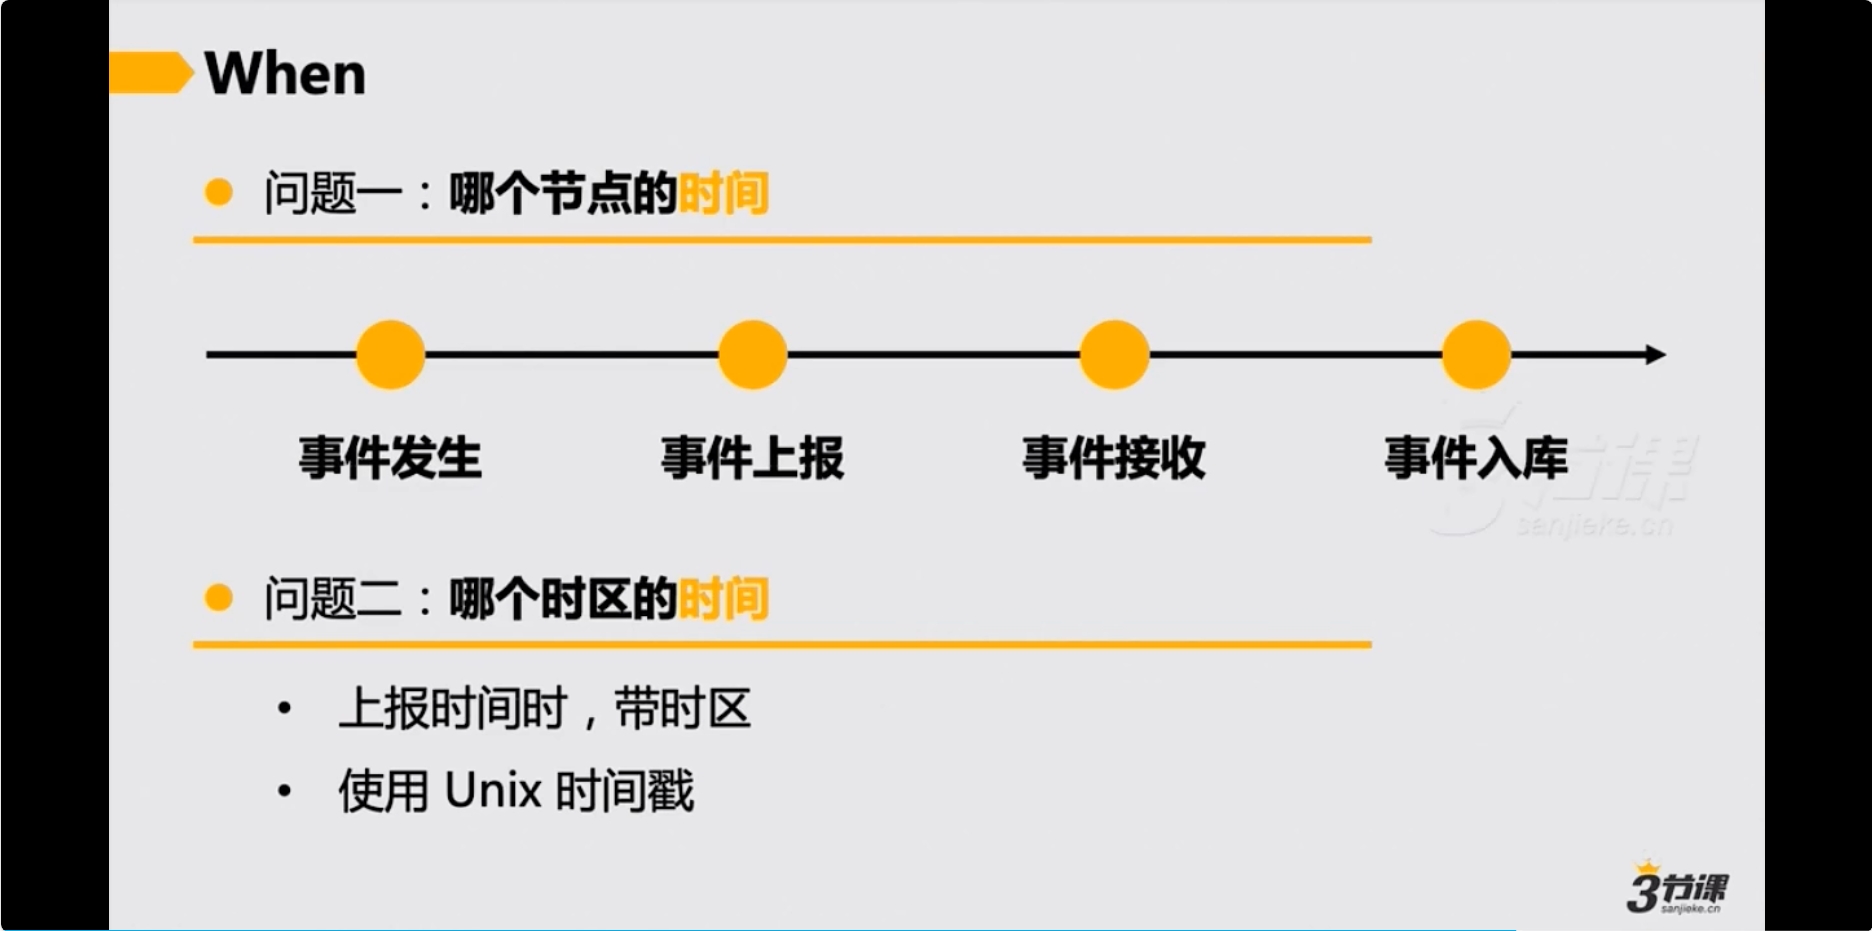 When
问题一：哪个节点的时间
事件发生 事件上报 事件接收 事件入库
3节课
sanjieke.cn
问题二：哪个时区的时间
• 上报时间时，带时区
• 使用 Unix 时间戳
3节课
sanjieke.cn